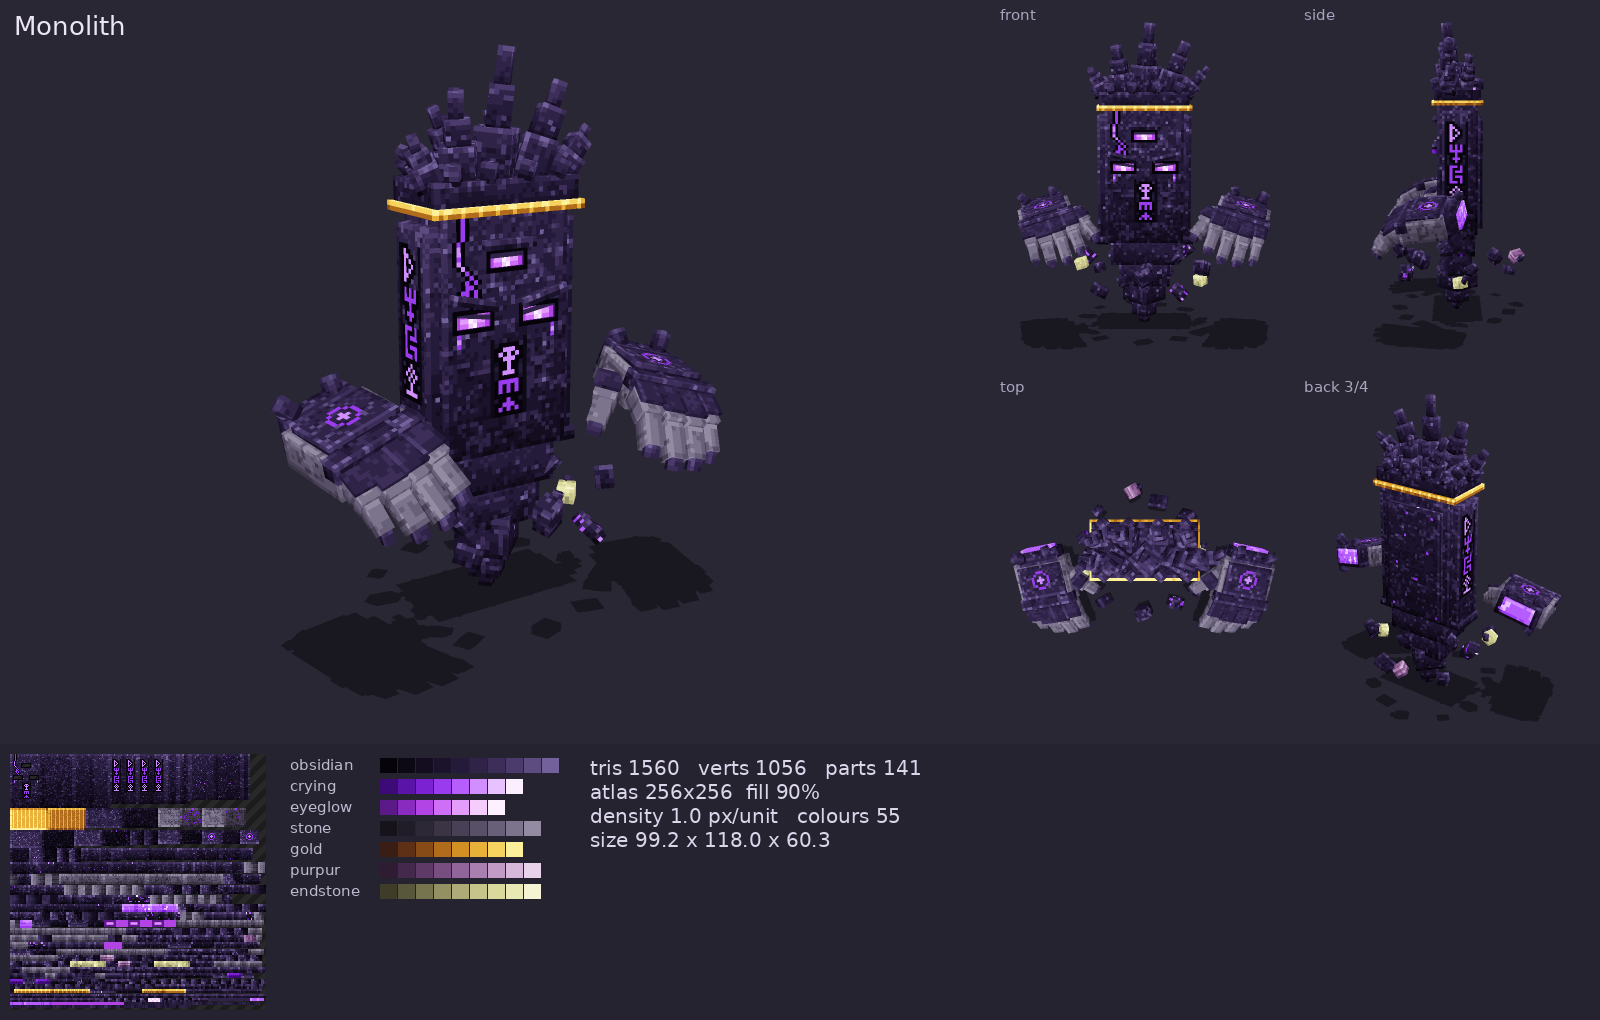 Monolith
front
side
top
back 3/4
obsidian
crying
eyeglow
stone
gold
purpur
endstone
tris 1560   verts 1056   parts 141
atlas 256x256  fill 90%
density 1.0 px/unit   colours 55
size 99.2 x 118.0 x 60.3